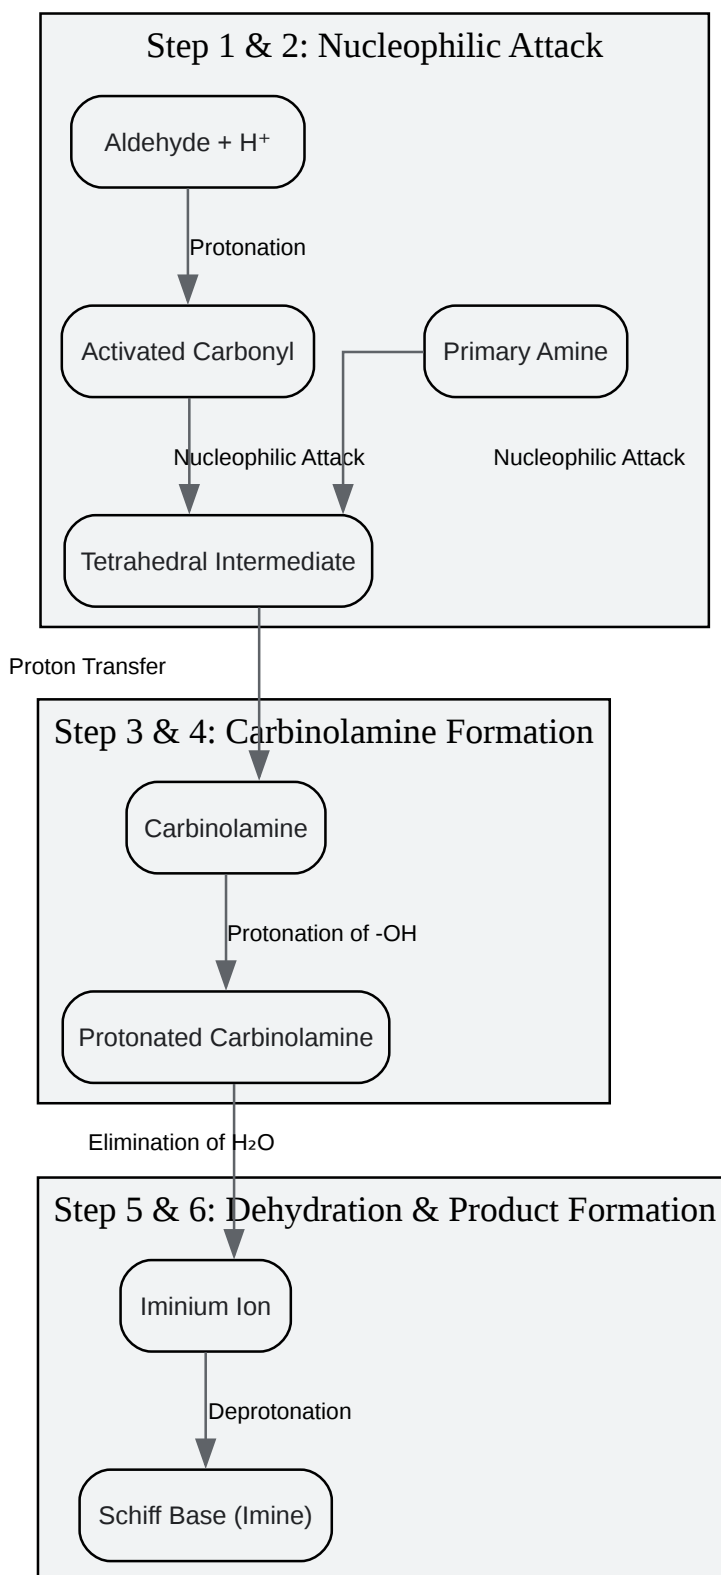 Step 1 & 2: Nucleophilic Attack
Aldehyde + H⁺
Protonation
Activated Carbonyl
Primary Amine
Nucleophilic Attack
Nucleophilic Attack
Tetrahedral Intermediate
Proton Transfer
Step 3 & 4: Carbinolamine Formation
Carbinolamine
Protonation of -OH
Protonated Carbinolamine
Elimination of H₂O
Step 5 & 6: Dehydration & Product Formation
Iminium Ion
Deprotonation
Schiff Base (Imine)